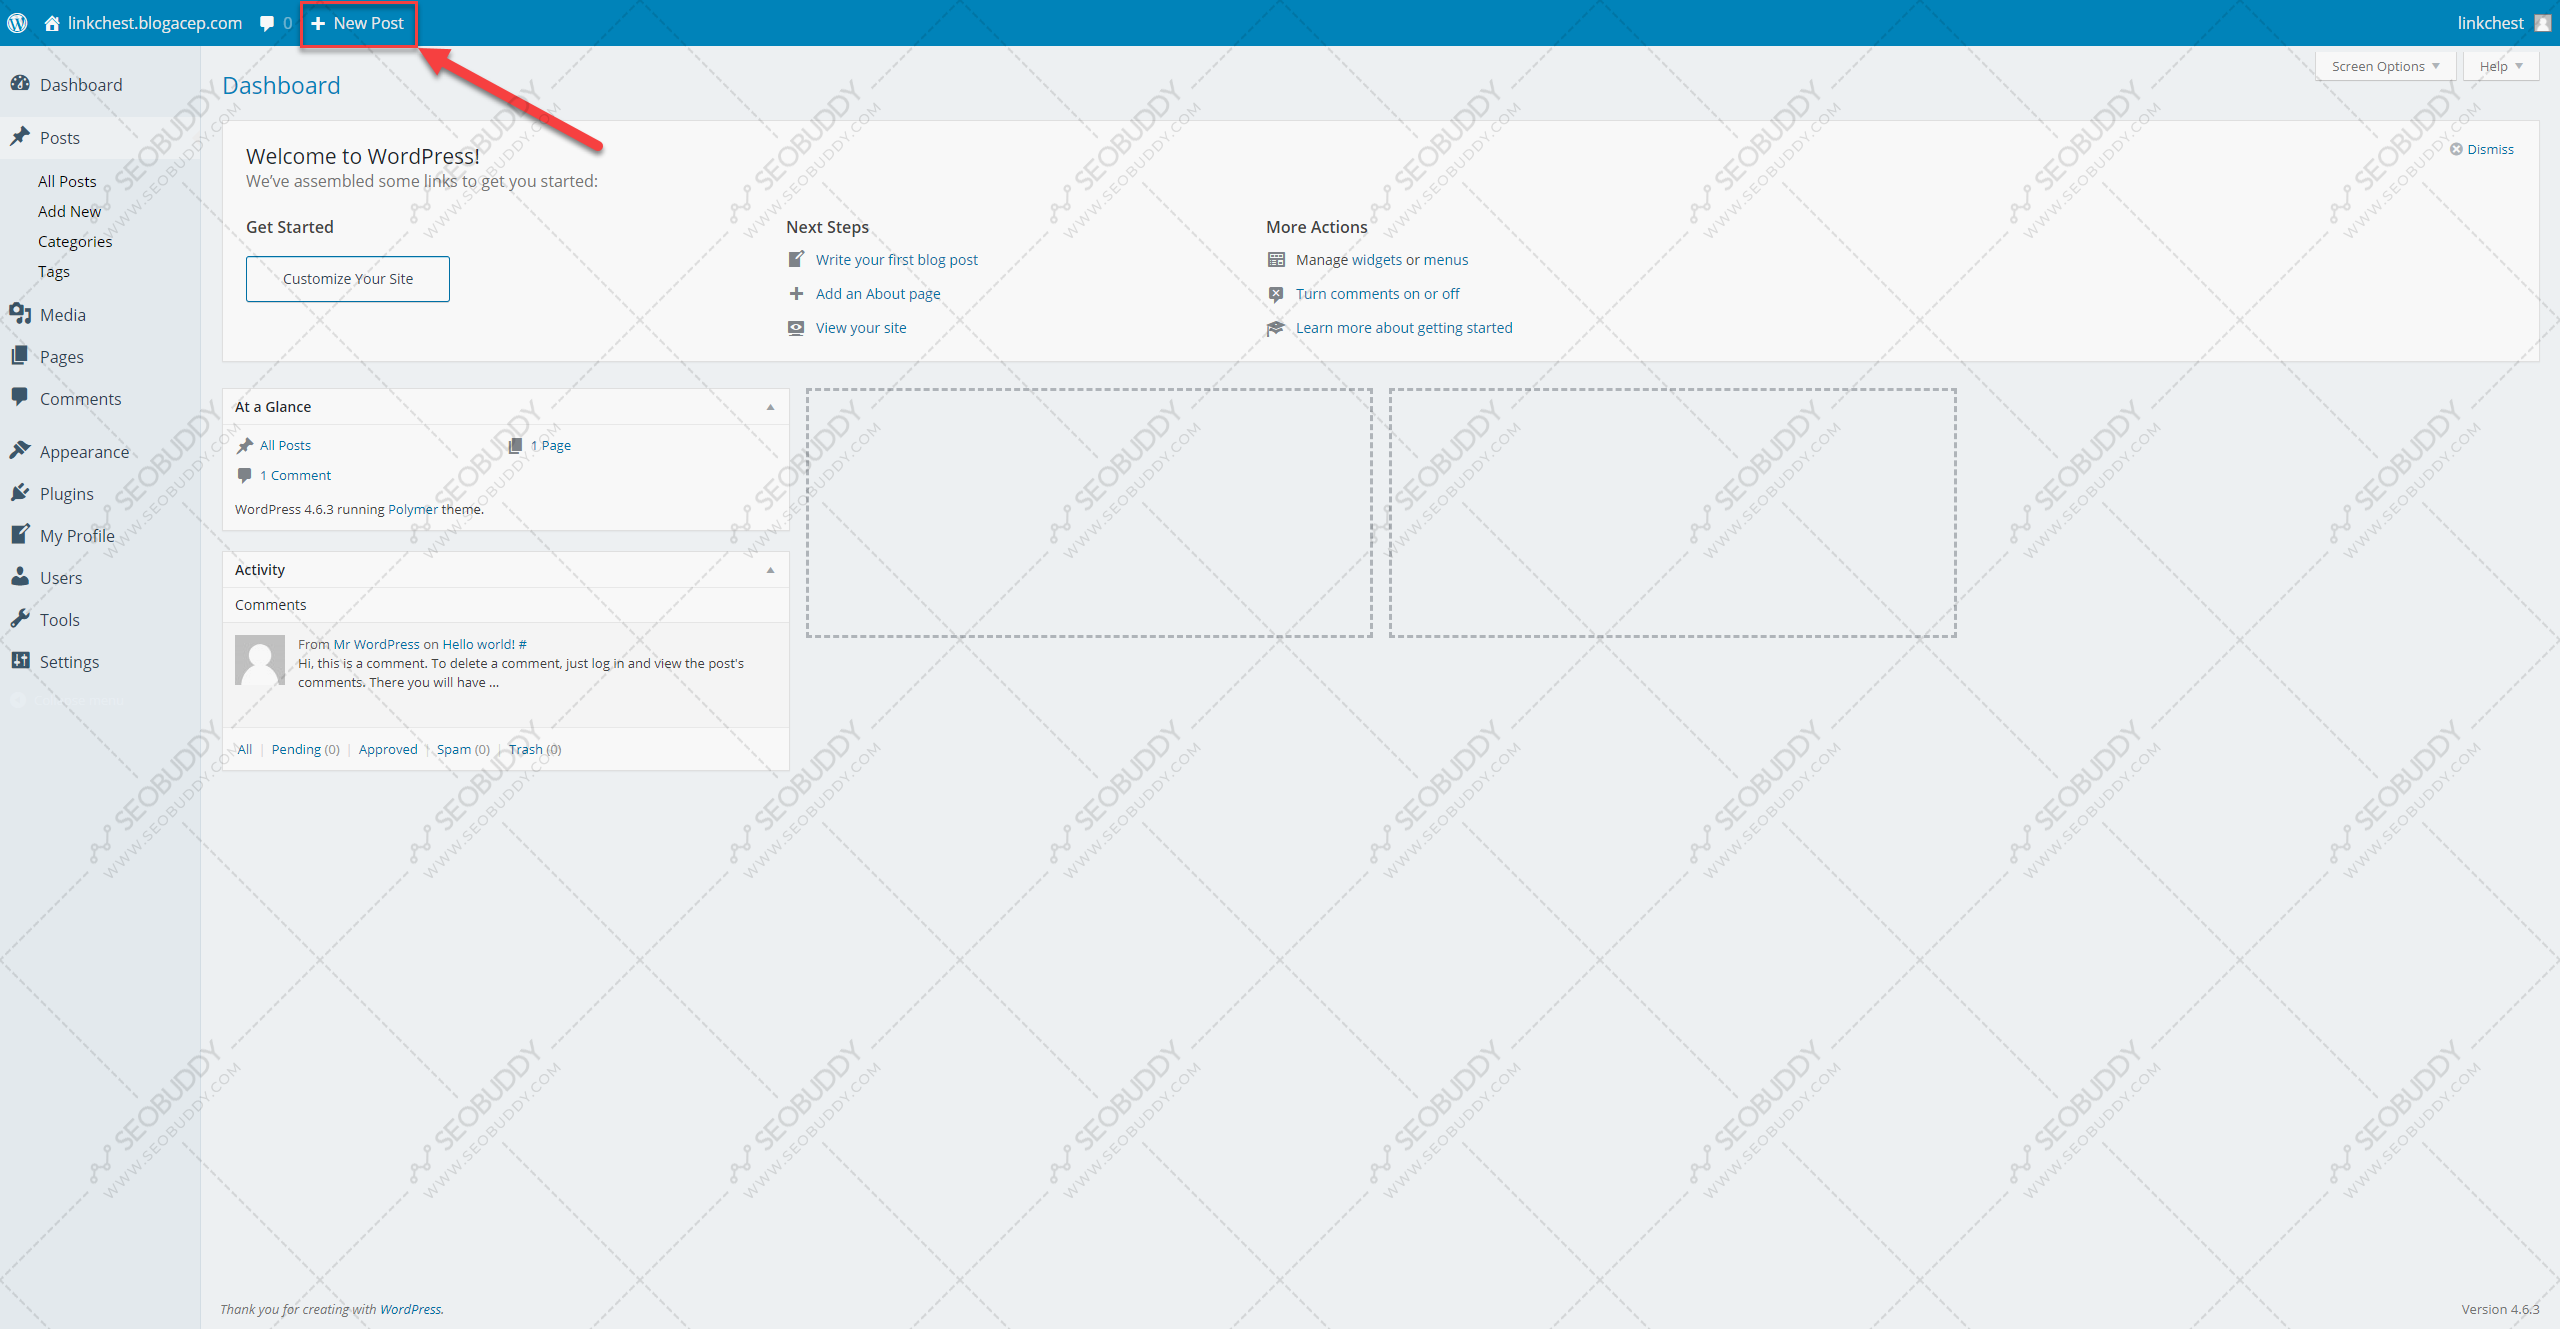 linkchest.blogacep.com 0 New Post linkchest
Screen Options Help
Dashboard
Posts
All Posts
Add New
Categories
Tags
Media
Pages
Comments
Appearance
Plugins
My Profile
Users
Tools
Settings
Dashboard
Welcome to WordPress!
Dismiss
We've assembled some links to get you started:
Get Started
Customize Your Site
Next Steps
Write your first blog post
Add an About page
View your site
More Actions
Manage widgets or menus
Turn comments on or off
Learn more about getting started
At a Glance
All Posts 1 Page
1 Comment
WordPress 4.6.3 running Polymer theme.
Activity
Comments
From Mr WordPress on Hello world! #
Hi, this is a comment. To delete a comment, just log in and view the post's
comments. There you will have ...
All | Pending (0) | Approved | Spam (0) | Trash (0)
Thank you for creating with WordPress.
Version 4.6.3
SEOBUDDY
WWW.SEOBUDDY.COM